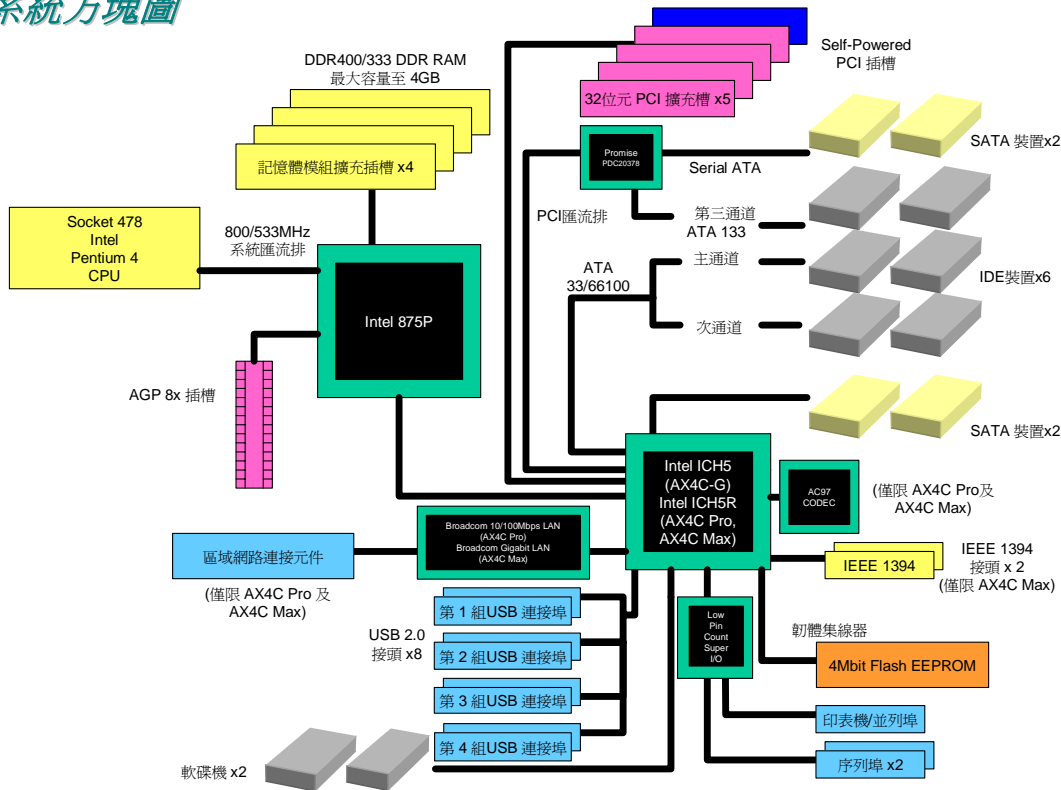 系統方塊圖
DDR400/333 DDR RAM
最大容量至 4GB
記憶體模組擴充插槽 x4
Self-Powered
PCI 插槽
32位元 PCI 擴充槽 x5
Promise
PDC20378
Serial ATA
SATA 裝置x2
PCI匯流排
第三通道
ATA 133
ATA
33/66100
主通道
次通道
IDE裝置x6
Socket 478
Intel
Pentium 4
CPU
800/533MHz
系統匯流排
Intel 875P
AGP 8x 插槽
SATA 裝置x2
Intel ICH5
(AX4C-G)
Intel ICH5R
(AX4C Pro,
AX4C Max)
AC97
CODEC
(僅限 AX4C Pro及
AX4C Max)
Broadcom 10/100Mbps LAN
(AX4C Pro)
Broadcom Gigabit LAN
(AX4C Max)
區域網路連接元件
(僅限 AX4C Pro 及
AX4C Max)
IEEE 1394
IEEE 1394
接頭 x 2
(僅限 AX4C Max)
USB 2.0
接頭 x8
第 1 組USB 連接埠
第 2 組USB 連接埠
第 3 組USB 連接埠
第 4 組USB 連接埠
Low
Pin
Count
Super
I/O
韌體集線器
4Mbit Flash EEPROM
印表機/並列埠
序列埠 x2
軟碟機 x2